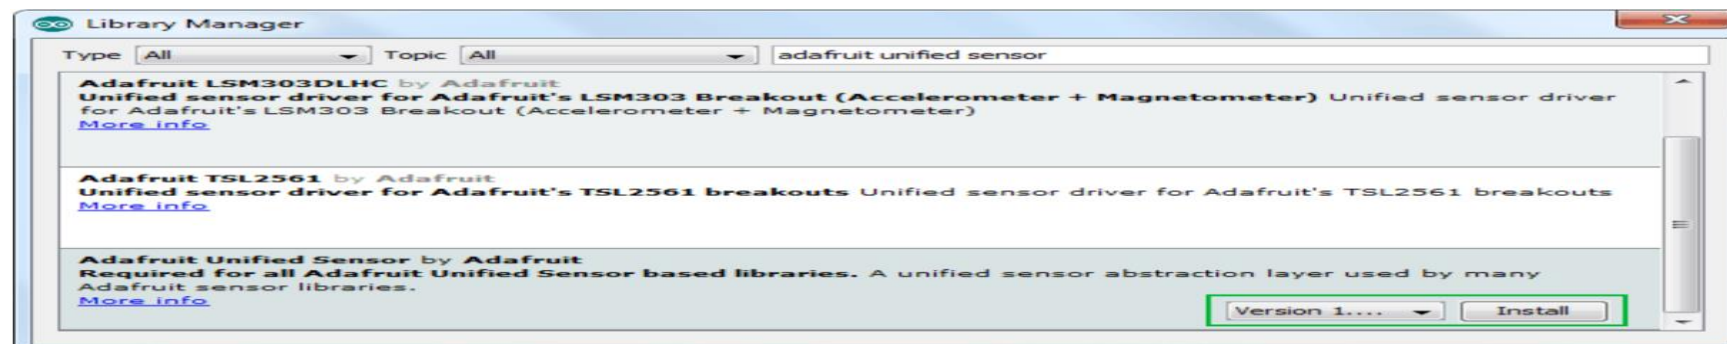 Library Manager
Type All Topic All adafruit unified sensor
Adafruit LSM303DLHC by Adafruit
Unified sensor driver for Adafruit's LSM303 Breakout (Accelerometer + Magnetometer) Unified sensor driver
for Adafruit's LSM303 Breakout (Accelerometer + Magnetometer)
More info
Adafruit TSL2561 by Adafruit
Unified sensor driver for Adafruit's TSL2561 breakouts Unified sensor driver for Adafruit's TSL2561 breakouts
More info
Adafruit Unified Sensor by Adafruit
Required for all Adafruit Unified Sensor based libraries. A unified sensor abstraction layer used by many
Adafruit sensor libraries.
More info
Version 1.... Install